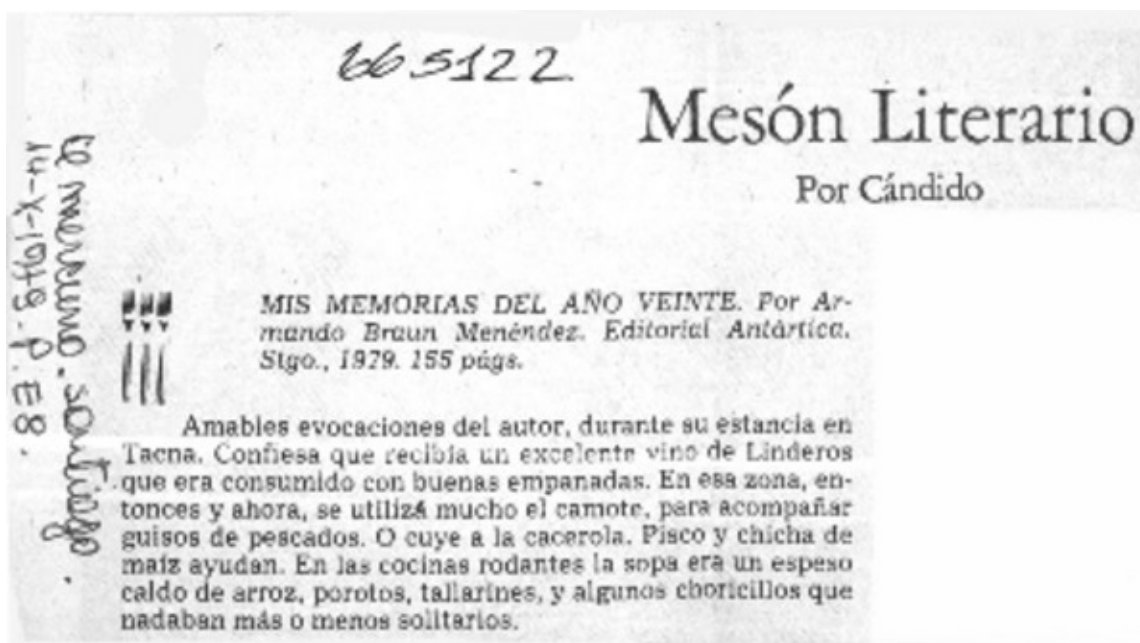 665122
Mesón Literario
Por Cándido
el mercurio. Santiago.
14-X-1979. p. E8.
MIS MEMORIAS DEL AÑO VEINTE. Por Ar-
mando Braun Menéndez. Editorial Antártica.
Stgo., 1979. 155 págs.
Amables evocaciones del autor, durante su estancia en
Tacna. Confiesa que recibía un excelente vino de Linderos
que era consumido con buenas empanadas. En esa zona, en-
tonces y ahora, se utilizá mucho el camote, para acompañar
guisos de pescados. O cuye a la cacerola. Pisco y chicha de
maíz ayudan. En las cocinas rodantes la sopa era un espeso
caldo de arroz, porotos, tallarines, y algunos choricillos que
nadaban más o menos solitarios.